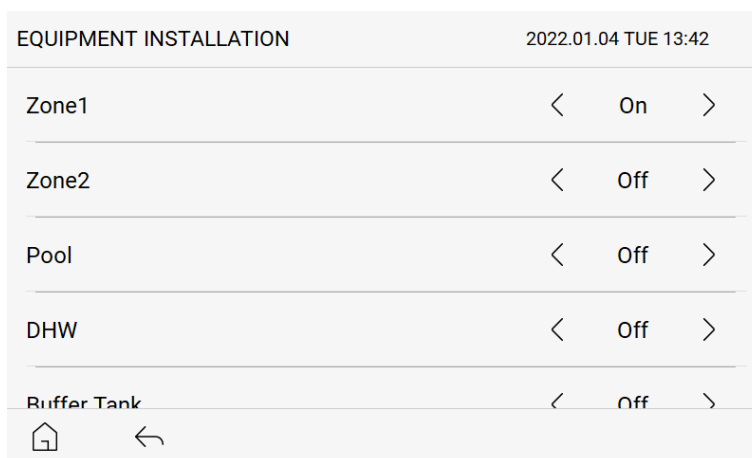 EQUIPMENT INSTALLATION 2022.01.04 TUE 13:42
Zone1 On
Zone2 Off
Pool Off
DHW Off
Buffer Tank Off